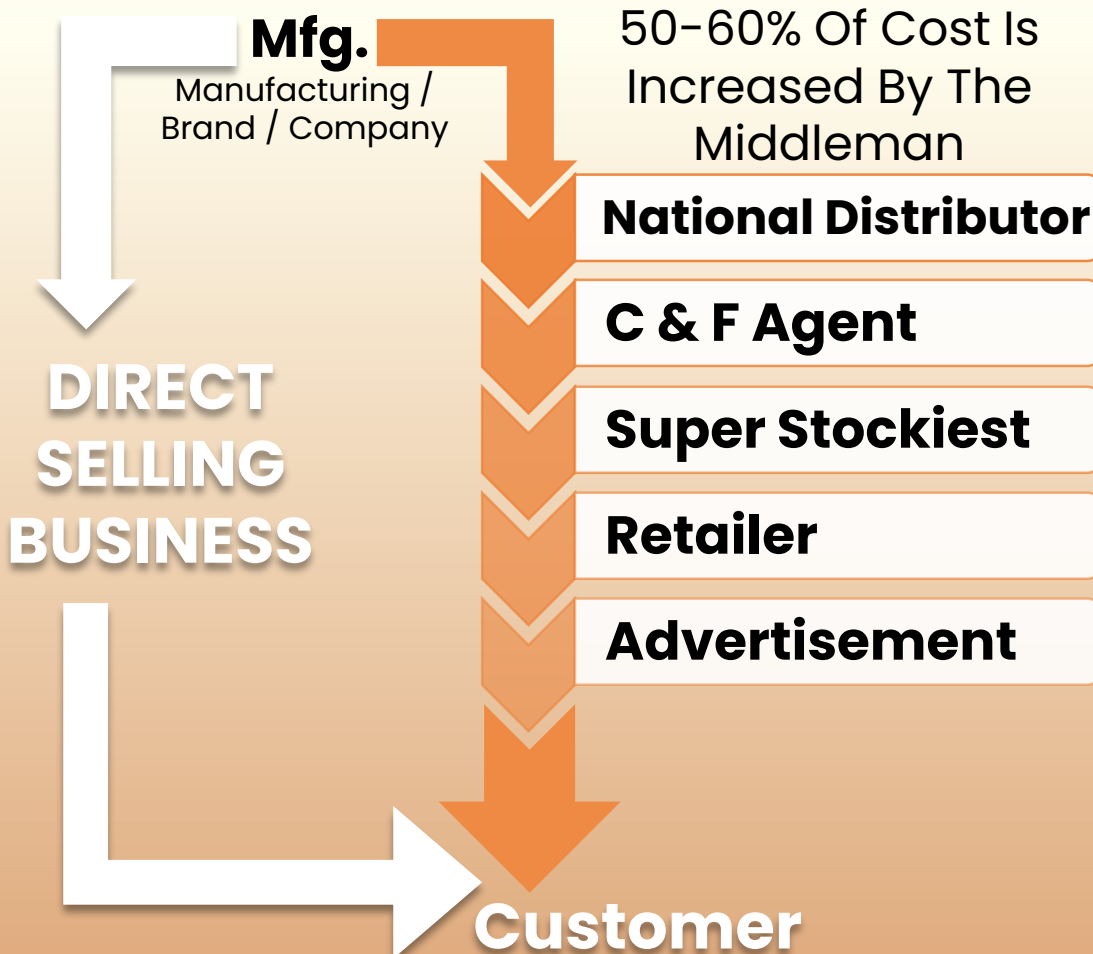 Mfg.
Manufacturing /
Brand / Company
50-60% Of Cost Is
Increased By The
Middleman
National Distributor
C & F Agent
Super Stockiest
Retailer
Advertisement
DIRECT
SELLING
BUSINESS
Customer